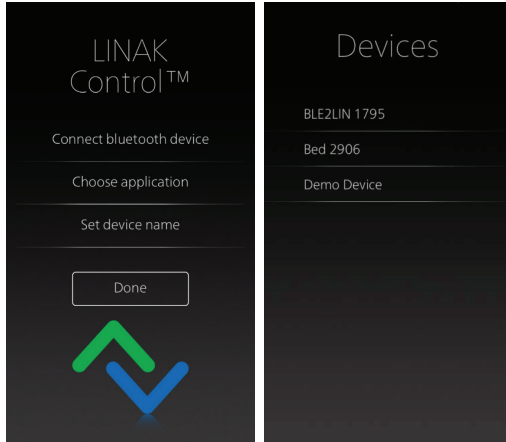 LINAK
Control™
Connect bluetooth device
Choose application
Set device name
Done
Devices
BLE2LIN 1795
Bed 2906
Demo Device